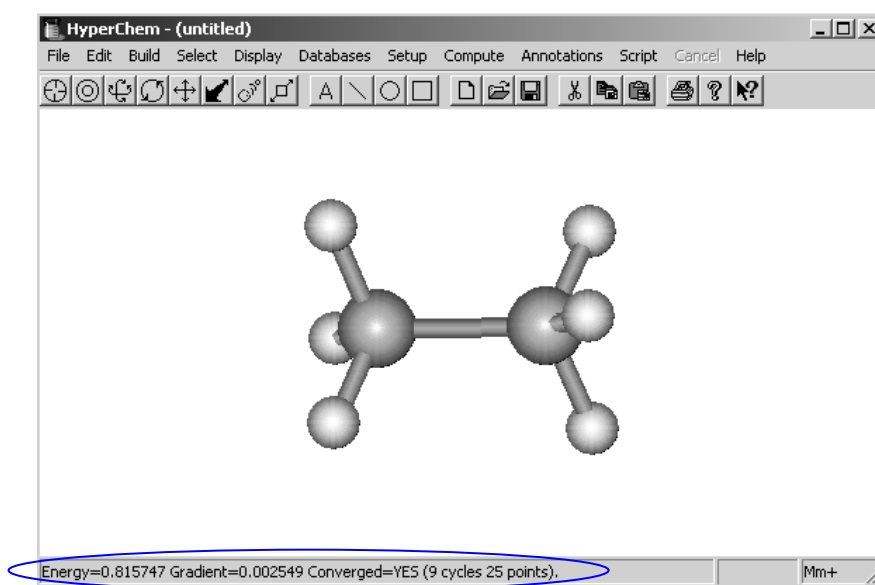 HyperChem - (untitled)
File Edit Build Select Display Databases Setup Compute Annotations Script Cancel Help
A ? ?
Energy=0.815747 Gradient=0.002549 Converged=YES (9 cycles 25 points).
Mm+